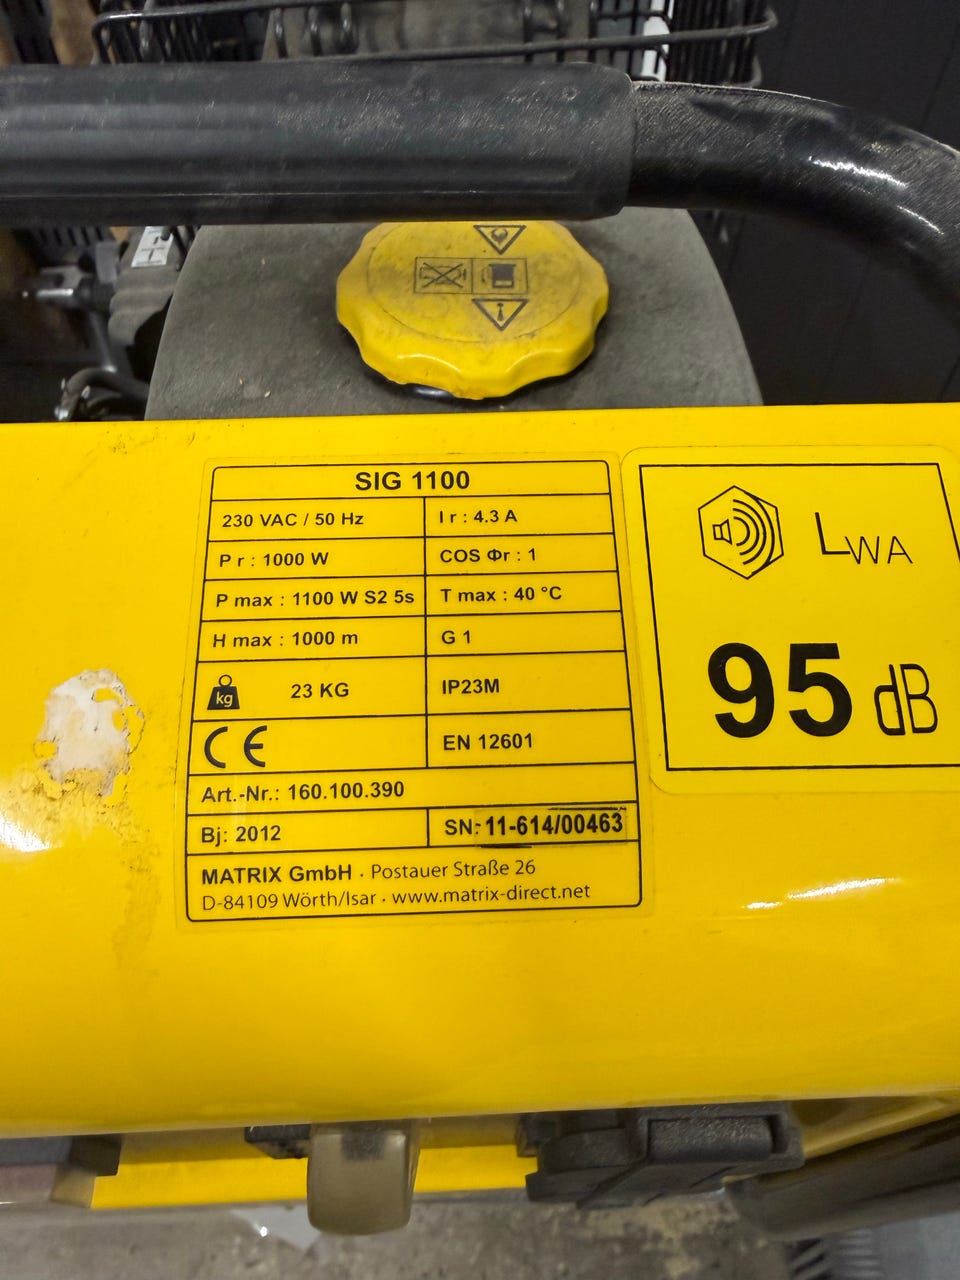 SIG 1100
230 VAC / 50 Hz
I r : 4.3 A
P r : 1000 W
COS Φr : 1
P max : 1100 W S2 5s
T max : 40 °C
H max : 1000 m
G 1
kg 23 KG
IP23M
CE
EN 12601
Art.-Nr.: 160.100.390
Bj: 2012
SN: 11-614/00463
MATRIX GmbH · Postauer Straße 26
D-84109 Wörth/Isar · www.matrix-direct.net
LWA
95 dB